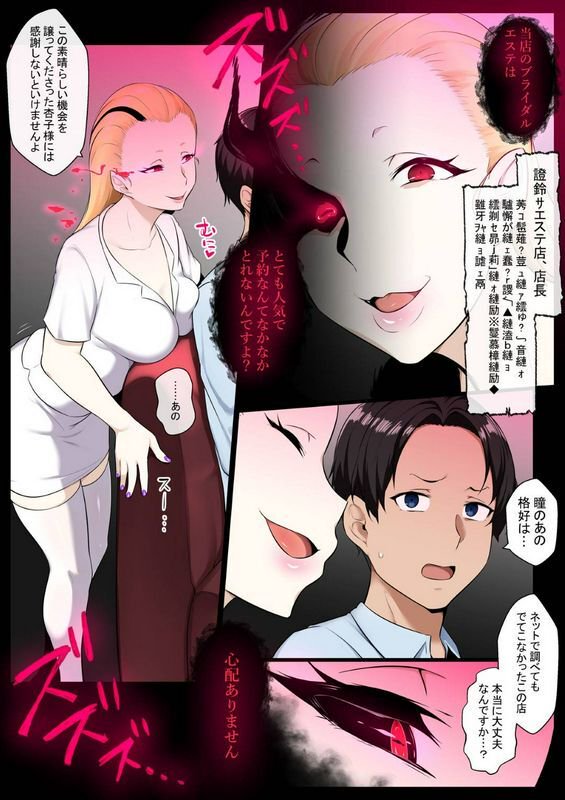 当店のブライダル
エステは
ズズズ…
この素晴らしい機会を
譲ってくださった杏子様には
感謝しないといけませんよ
證鈴サエステ店、店長
むに♥
とても人気で
予約なんてなかなか
とれないんですよ?
……あの
スー…
瞳のあの
格好は…
ネットで調べても
でてこなかったこの店
本当に大丈夫
なんですか…?
心配ありません
ズズズ…